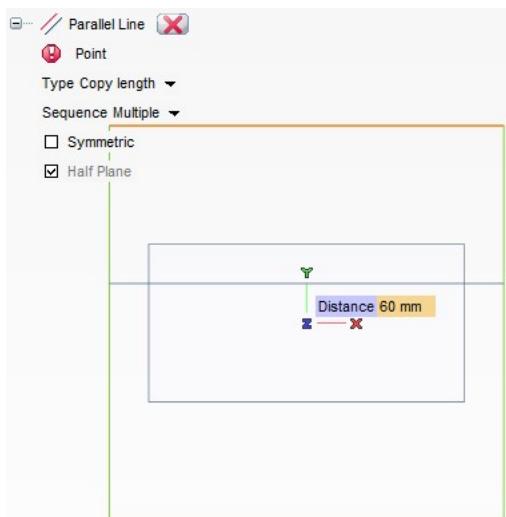 Parallel Line
Point
Type Copy length
Sequence Multiple
Symmetric
Half Plane
Y
Distance 60 mm
Z X